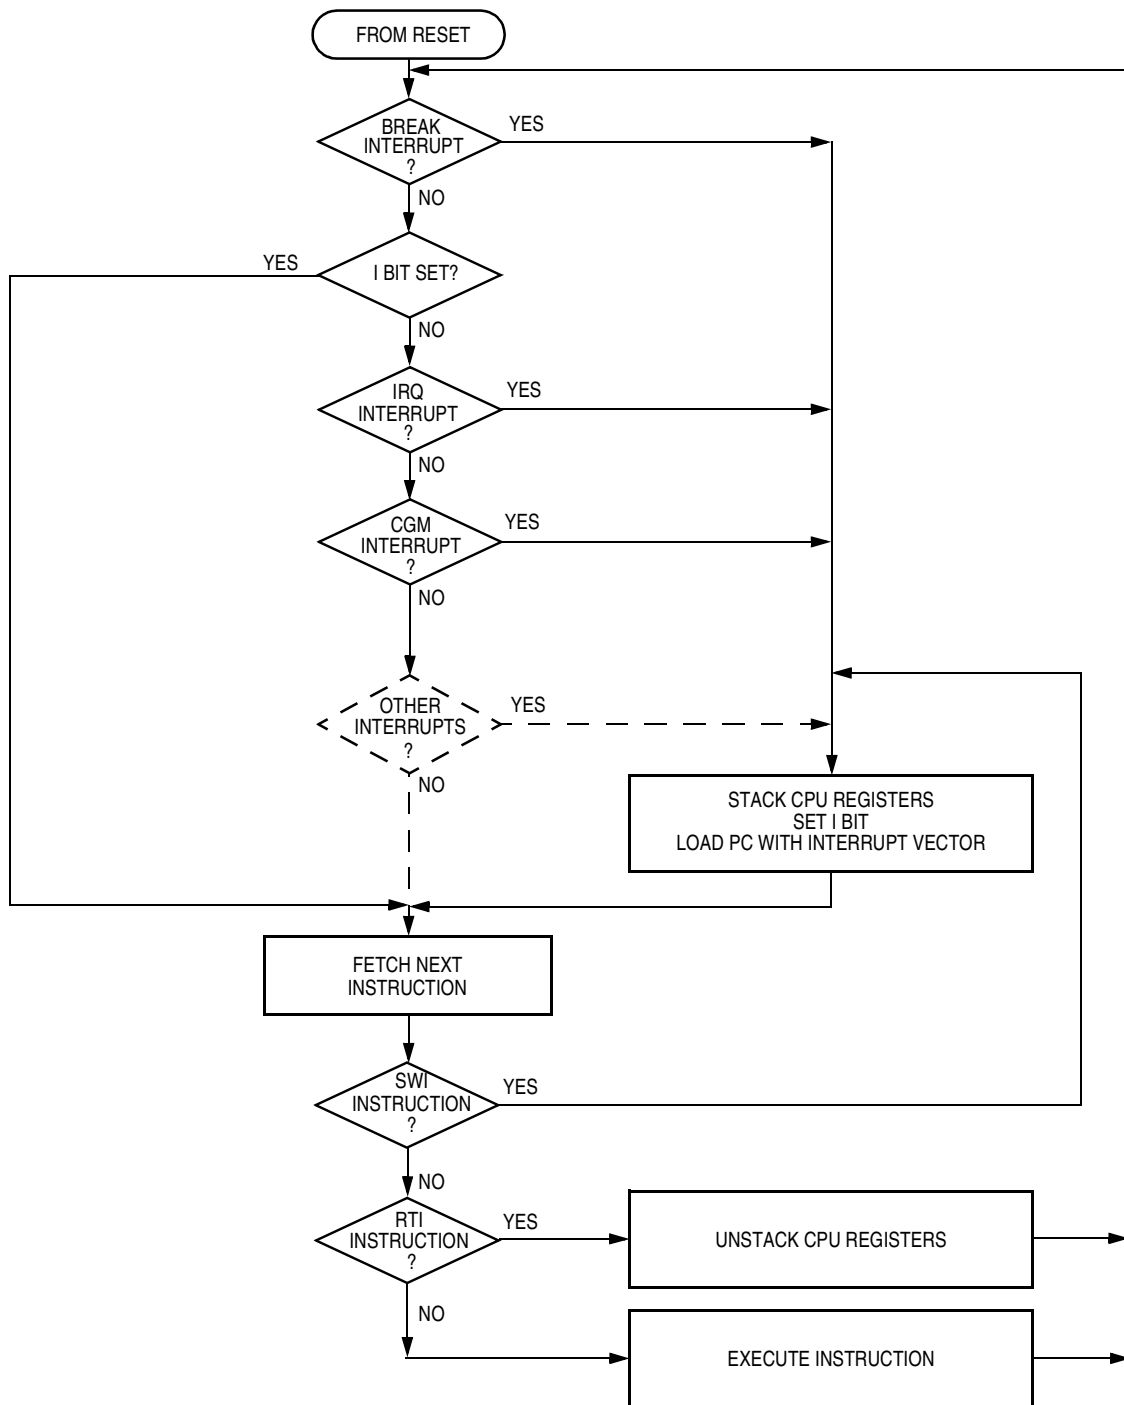 FROM RESET
BREAK
INTERRUPT
?
YES
NO
I BIT SET?
YES
NO
IRQ
INTERRUPT
?
YES
NO
CGM
INTERRUPT
?
YES
NO
OTHER
INTERRUPTS
?
YES
NO
STACK CPU REGISTERS
SET I BIT
LOAD PC WITH INTERRUPT VECTOR
FETCH NEXT
INSTRUCTION
SWI
INSTRUCTION
?
YES
NO
RTI
INSTRUCTION
?
YES
UNSTACK CPU REGISTERS
NO
EXECUTE INSTRUCTION